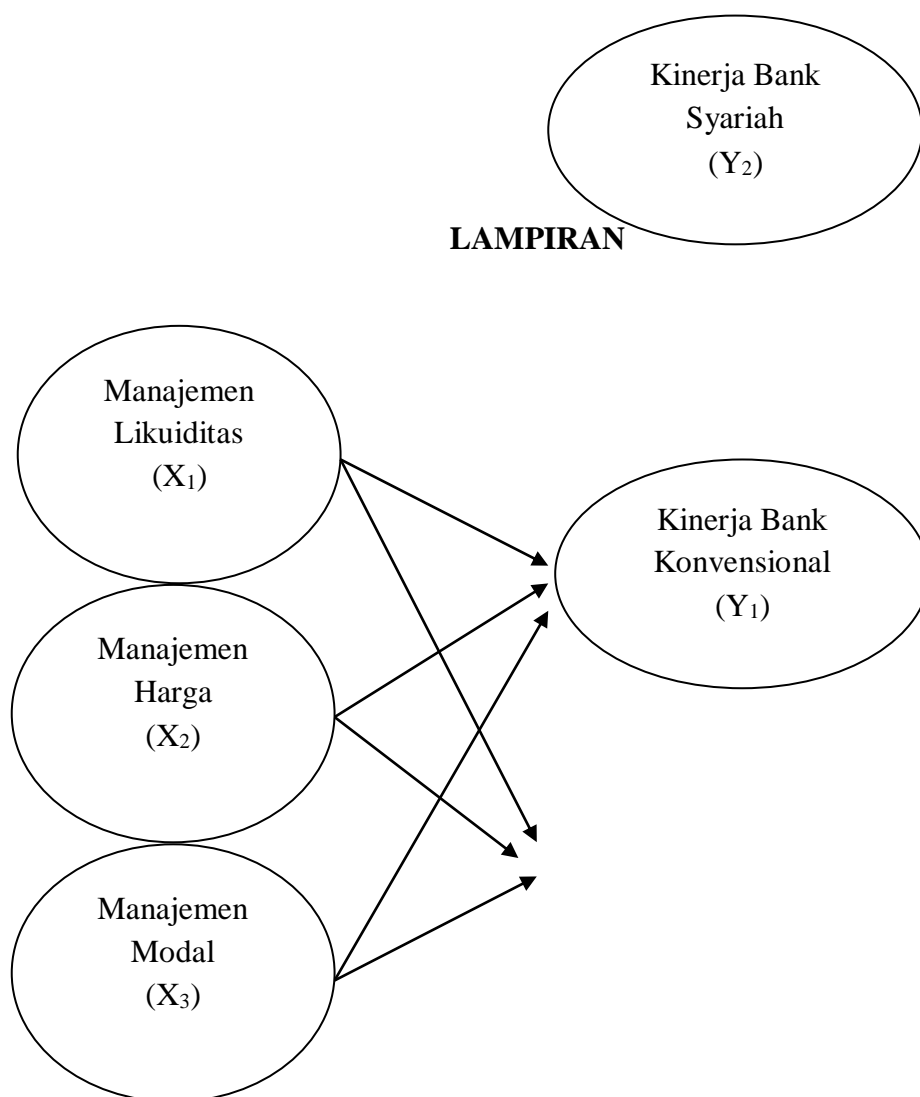 Kinerja Bank
Syariah
(Y₂)
LAMPIRAN
Manajemen
Likuiditas
(X₁)
Kinerja Bank
Konvensional
(Y₁)
Manajemen
Harga
(X₂)
Manajemen
Modal
(X₃)